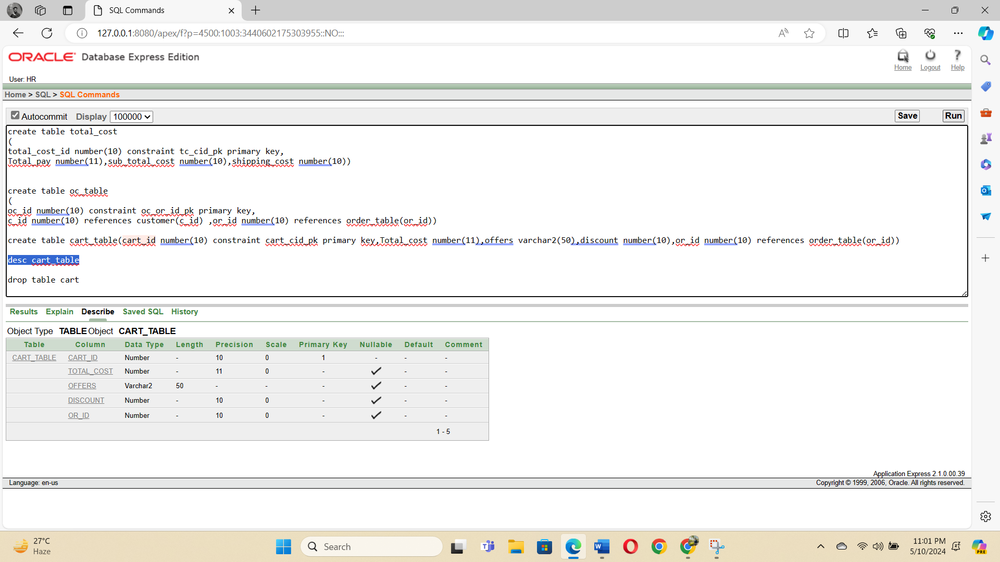 SQL Commands
127.0.0.1:8080/apex/f?p=4500:1003:3440602175303955::NO:::
ORACLE Database Express Edition
Home Logout Help
User: HR
Home > SQL > SQL Commands
Autocommit Display 100000 Save Run
create table total_cost
(
total_cost_id number(10) constraint tc_cid_pk primary key,
Total_pay number(11),sub_total_cost number(10),shipping_cost number(10))
create table oc_table
(
oc_id number(10) constraint oc_or_id_pk primary key,
c_id number(10) references customer(c_id) ,or_id number(10) references order_table(or_id))
create table cart_table(cart_id number(10) constraint cart_cid_pk primary key,Total_cost number(11),offers varchar2(50),discount number(10),or_id number(10) references order_table(or_id))
desc cart_table
drop table cart
Results Explain Describe Saved SQL History
Object Type TABLE Object CART_TABLE
Table Column Data Type Length Precision Scale Primary Key Nullable Default Comment
CART_TABLE CART_ID Number - 10 0 1 - - -
TOTAL_COST Number - 11 0 - ✓ - -
OFFERS Varchar2 50 - - - ✓ - -
DISCOUNT Number - 10 0 - ✓ - -
OR_ID Number - 10 0 - ✓ - -
1 - 5
Application Express 2.1.0.00.39
Language: en-us Copyright © 1999, 2006, Oracle. All rights reserved.
27°C
Haze
Search
11:01 PM
5/10/2024
PRE